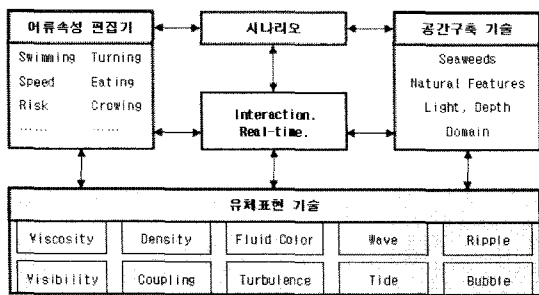 어류속성 편집기
Swimming Turning
Speed Eating
Risk Crowing
...... ......
시나리오
Interaction.
Real-time.
공간구축 기술
Seaweeds
Natural Features
Light, Depth
Domain
유체표현 기술
Viscosity Density Fluid Color Wave Ripple
Visibility Coupling Turbulence Tide Bubble